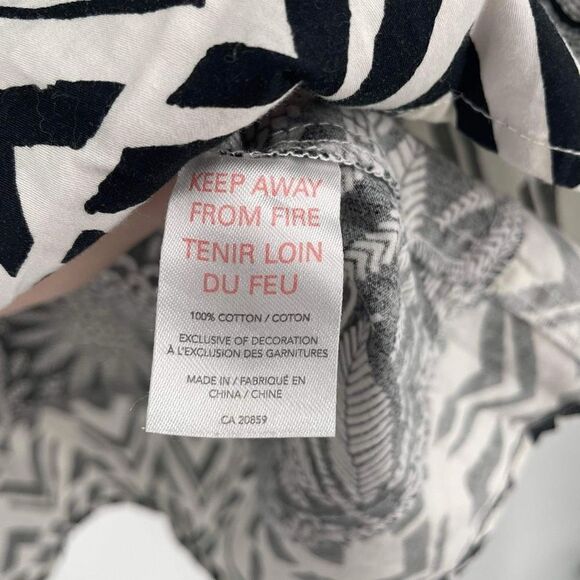 KEEP AWAY
FROM FIRE
TENIR LOIN
DU FEU
100% COTTON / COTON
EXCLUSIVE OF DECORATION
À L'EXCLUSION DES GARNITURES
MADE IN / FABRIQUÉ EN
CHINA / CHINE
CA 20859